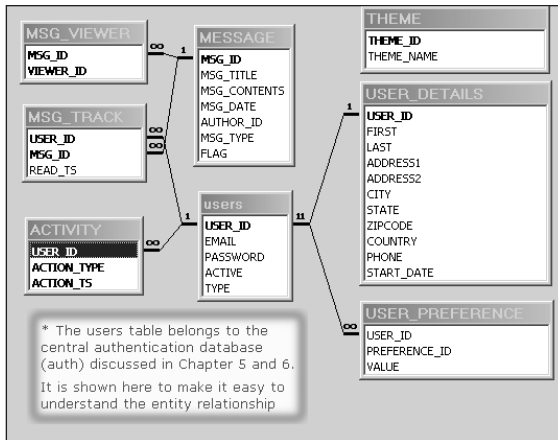 MSG_VIEWER
MSG_ID
VIEWER_ID
MSG_TRACK
USER_ID
MSG_ID
READ_TS
ACTIVITY
USER_ID
ACTION_TYPE
ACTION_TS
∞
1
∞
∞
∞
1
MESSAGE
MSG_ID
MSG_TITLE
MSG_CONTENTS
MSG_DATE
AUTHOR_ID
MSG_TYPE
FLAG
users
USER_ID
EMAIL
PASSWORD
ACTIVE
TYPE
11
1
∞
THEME
THEME_ID
THEME_NAME
USER_DETAILS
USER_ID
FIRST
LAST
ADDRESS1
ADDRESS2
CITY
STATE
ZIPCODE
COUNTRY
PHONE
START_DATE
USER_PREFERENCE
USER_ID
PREFERENCE_ID
VALUE
* The users table belongs to the
central authentication database
(auth) discussed in Chapter 5 and 6.
It is shown here to make it easy to
understand the entity relationship